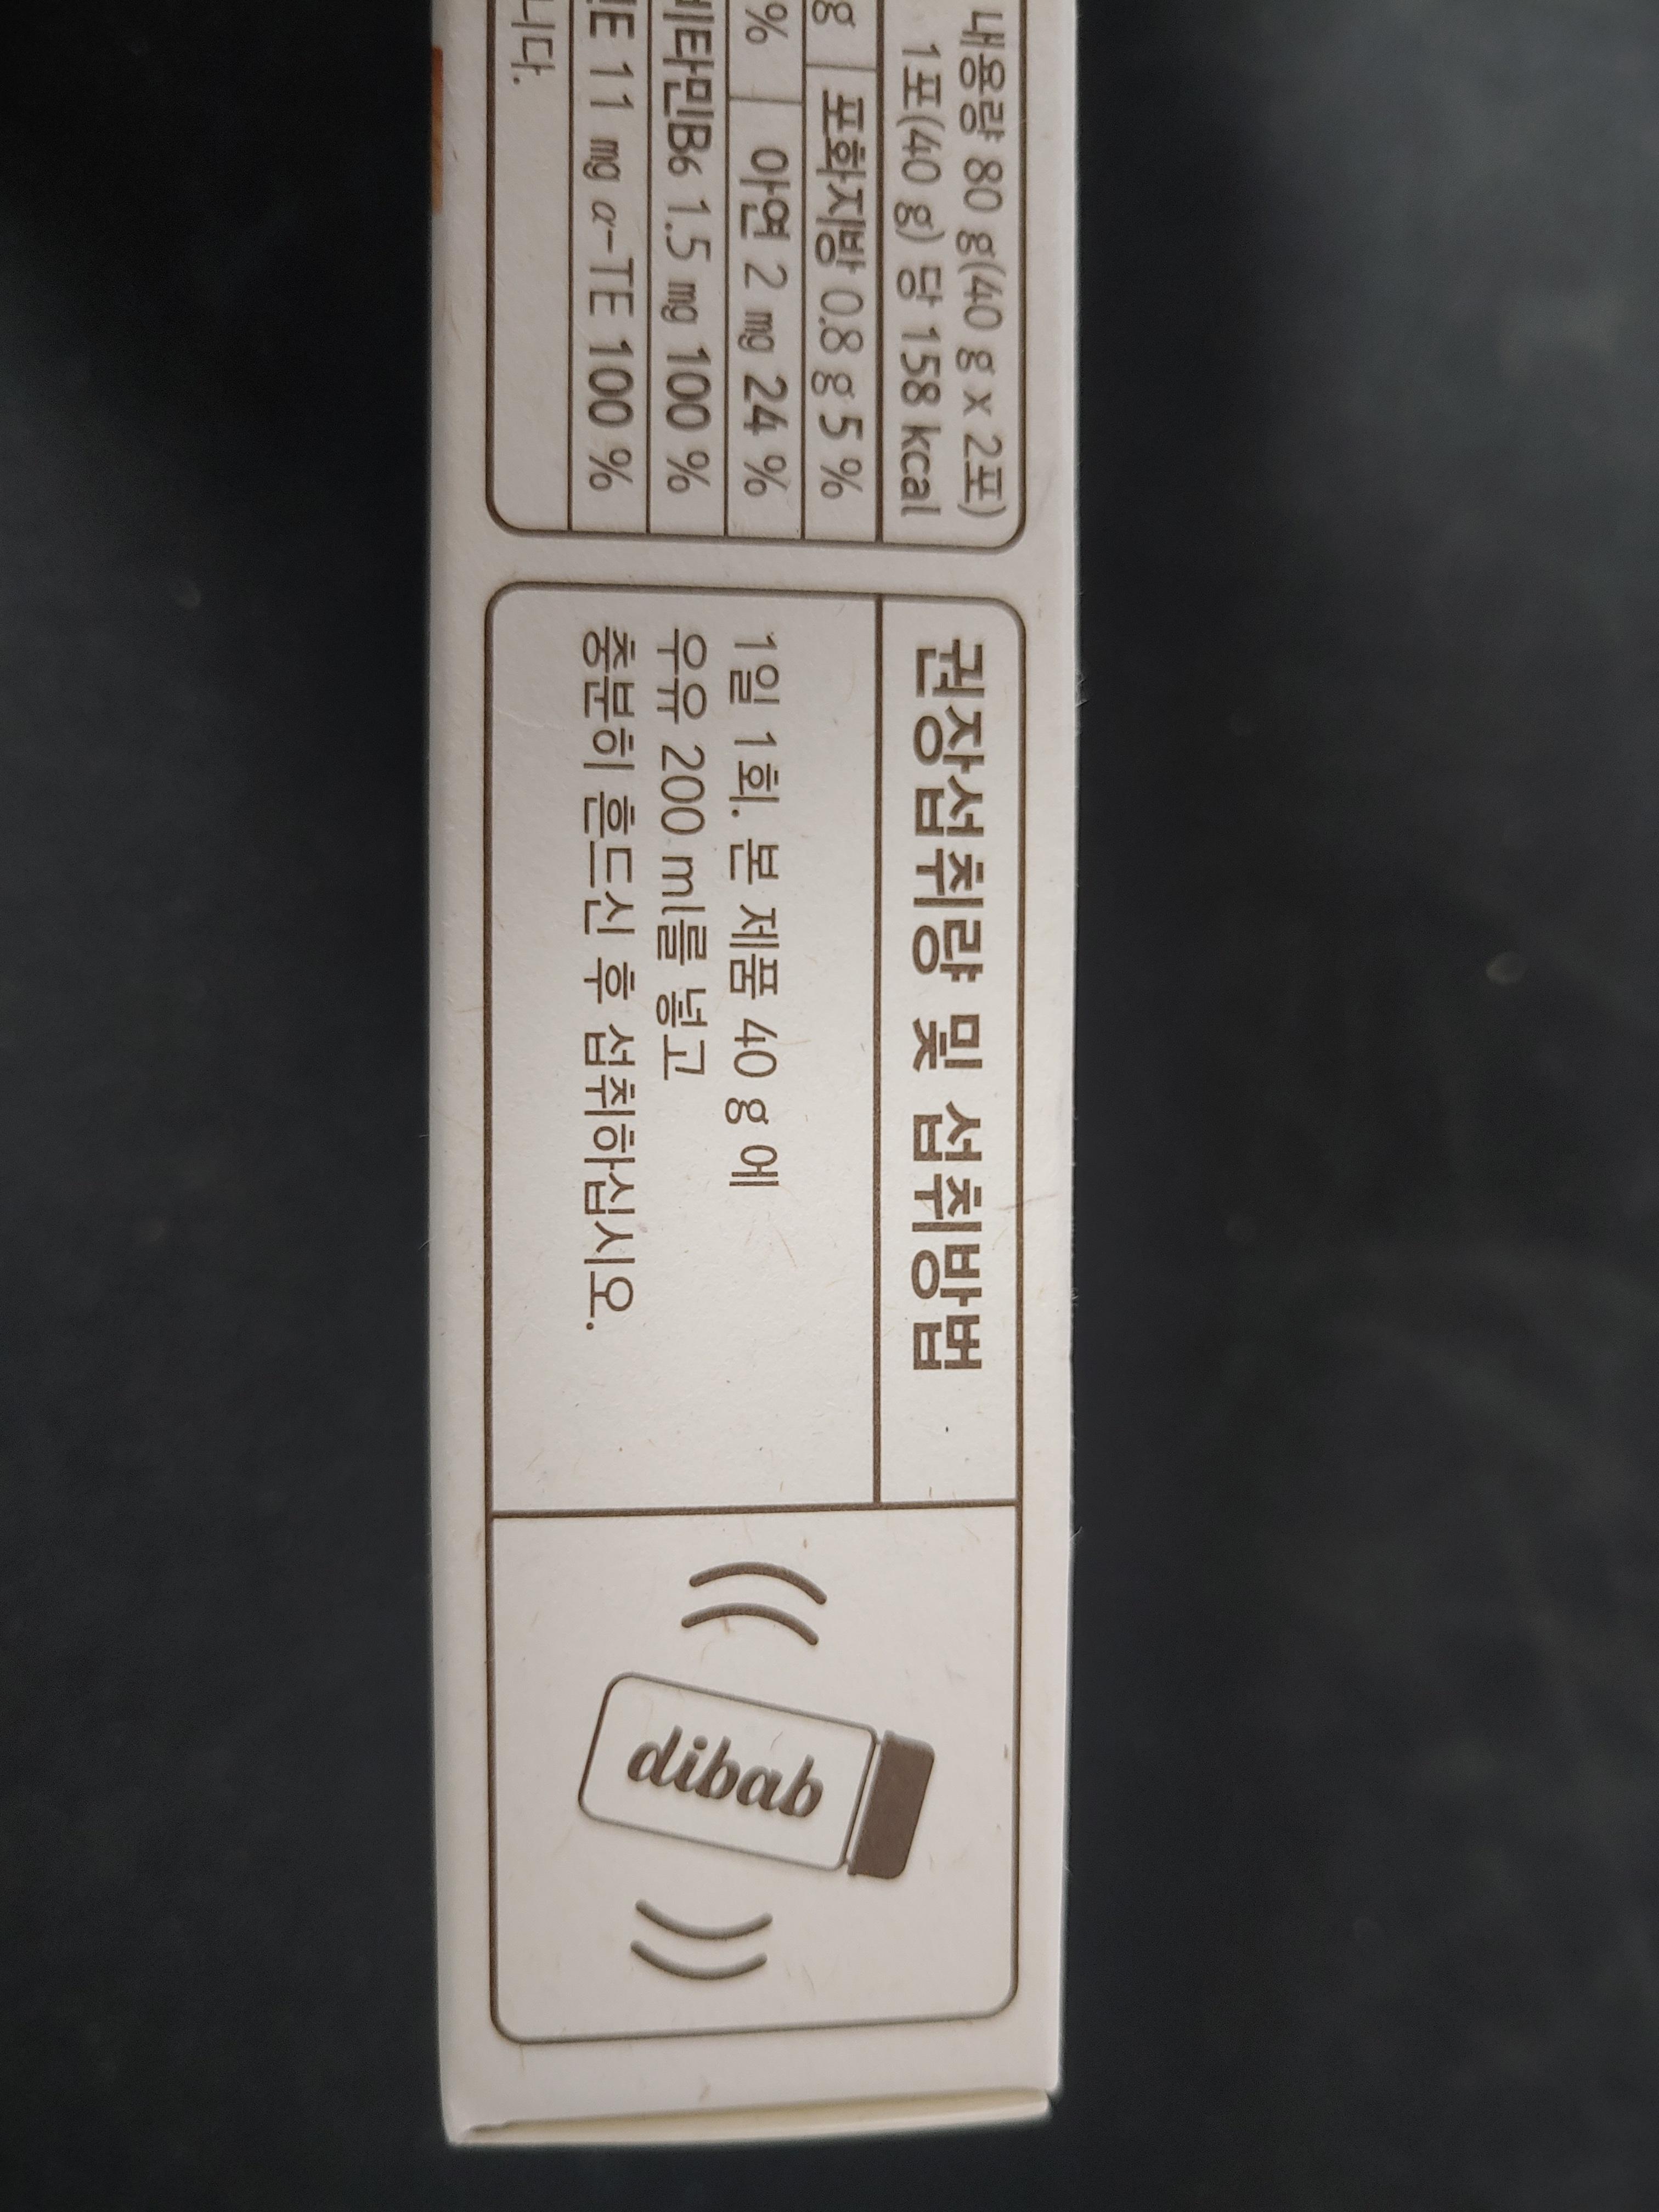 내용량 80 g(40 g x 2포)
1포(40 g) 당 158 kcal
g 포화지방 0.8 g 5 %
% 아연 2 mg 24 %
비타민B6 1.5 mg 100 %
E 11 mg α-TE 100 %
니다.
권장섭취량 및 섭취방법
1일 1회. 본 제품 40 g 에
우유 200 ml를 넣고
충분히 흔드신 후 섭취하십시오.
dibab